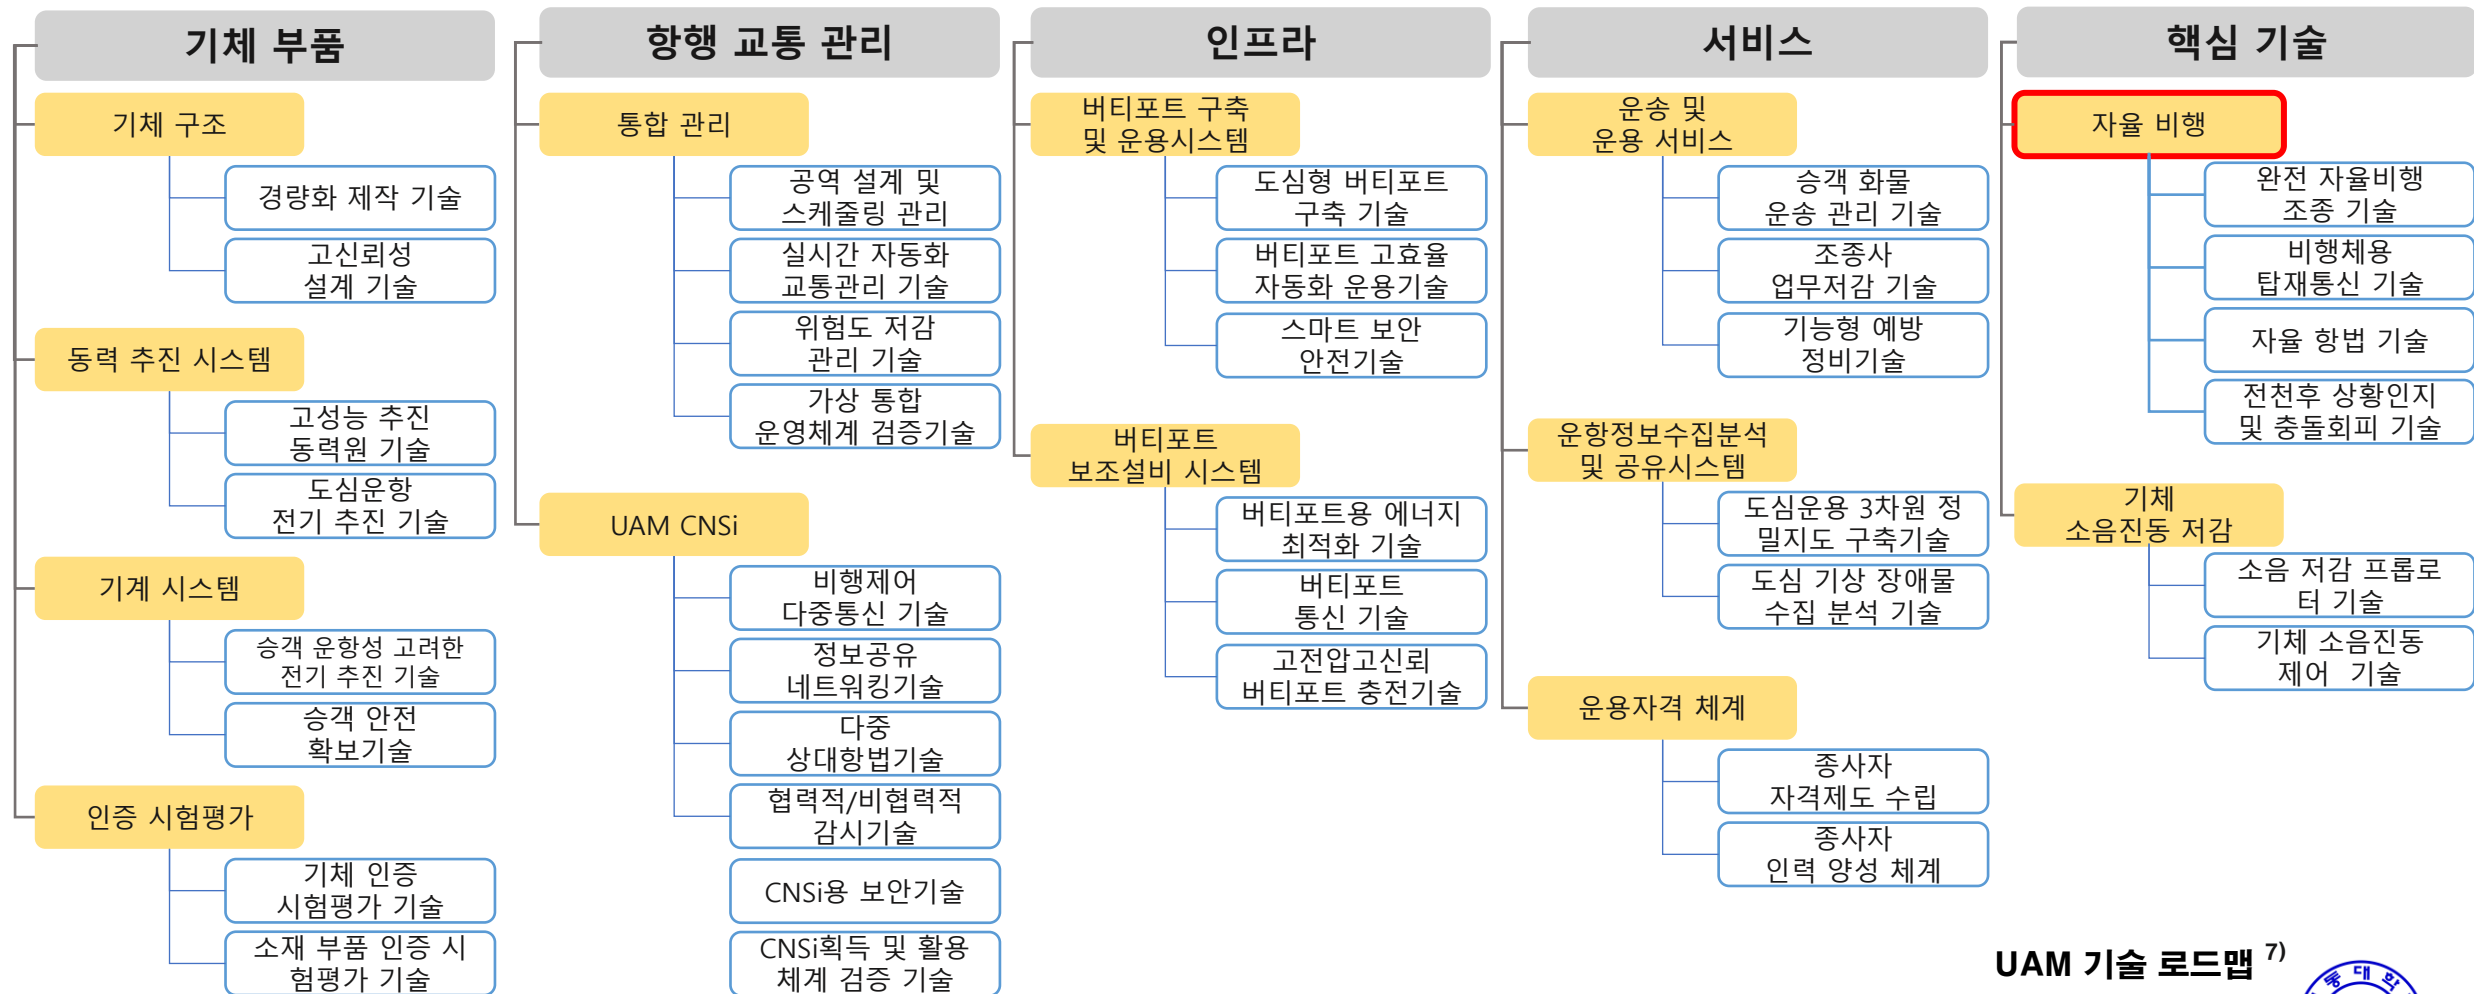 기체 부품
기체 구조
경량화 제작 기술
고신뢰성
설계 기술
동력 추진 시스템
고성능 추진
동력원 기술
도심운항
전기 추진 기술
기계 시스템
승객 운항성 고려한
전기 추진 기술
승객 안전
확보기술
인증 시험평가
기체 인증
시험평가 기술
소재 부품 인증 시
험평가 기술
항행 교통 관리
통합 관리
공역 설계 및
스케줄링 관리
실시간 자동화
교통관리 기술
위험도 저감
관리 기술
가상 통합
운영체계 검증기술
UAM CNSi
비행제어
다중통신 기술
정보공유
네트워킹기술
다중
상대항법기술
협력적/비협력적
감시기술
CNSi용 보안기술
CNSi획득 및 활용
체계 검증 기술
인프라
버티포트 구축
및 운용시스템
도심형 버티포트
구축 기술
버티포트 고효율
자동화 운용기술
스마트 보안
안전기술
버티포트
보조설비 시스템
버티포트용 에너지
최적화 기술
버티포트
통신 기술
고전압고신뢰
버티포트 충전기술
서비스
운송 및
운용 서비스
승객 화물
운송 관리 기술
조종사
업무저감 기술
기능형 예방
정비기술
운항정보수집분석
및 공유시스템
도심운용 3차원 정
밀지도 구축기술
도심 기상 장애물
수집 분석 기술
운용자격 체계
종사자
자격제도 수립
종사자
인력 양성 체계
핵심 기술
자율 비행
완전 자율비행
조종 기술
비행체용
탑재통신 기술
자율 항법 기술
전천후 상황인지
및 충돌회피 기술
기체
소음진동 저감
소음 저감 프롭로
터 기술
기체 소음진동
제어 기술
UAM 기술 로드맵 7)
동대학